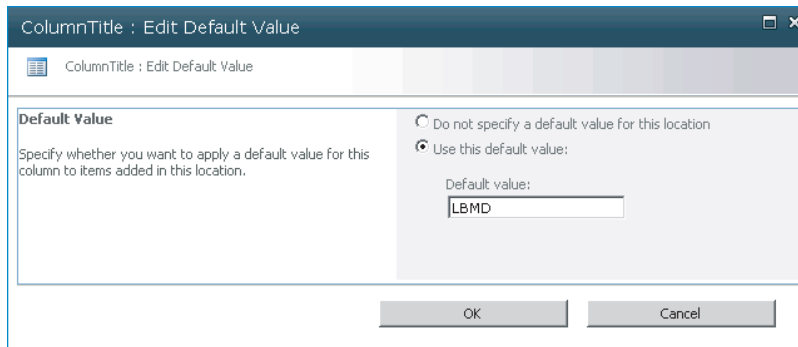 ColumnTitle : Edit Default Value
ColumnTitle : Edit Default Value
Default Value
Specify whether you want to apply a default value for this
column to items added in this location.
Do not specify a default value for this location
Use this default value:
Default value:
LBMD
OK
Cancel